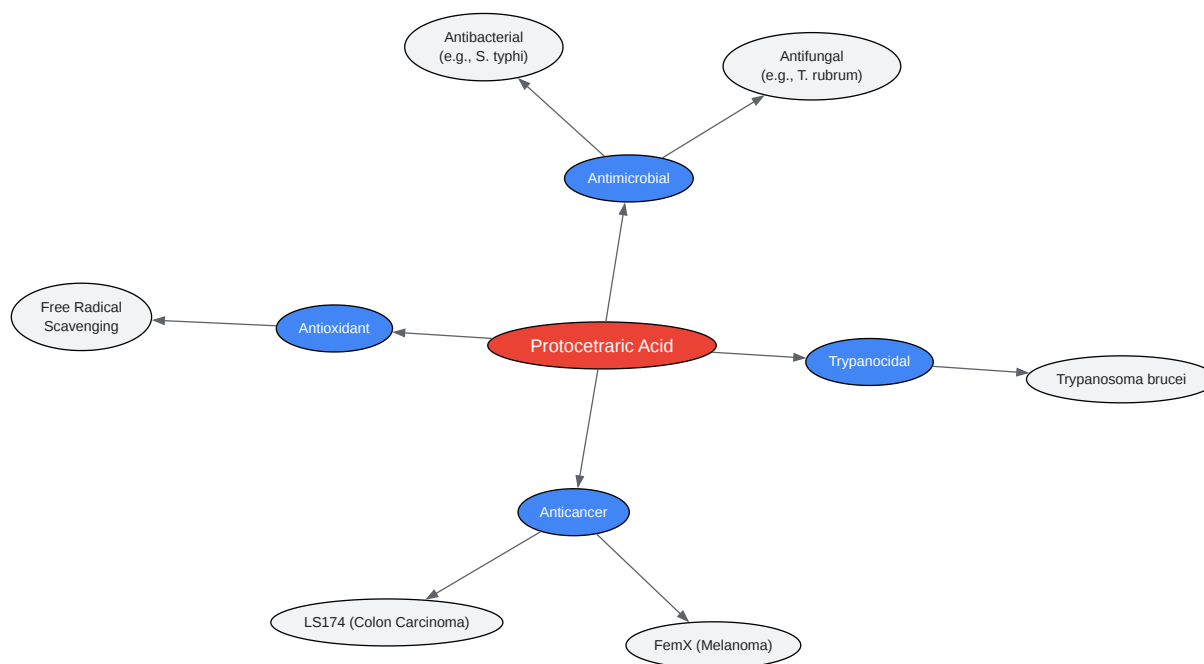 Antibacterial
(e.g., S. typhi)
Antifungal
(e.g., T. rubrum)
Antimicrobial
Free Radical
Scavenging
Antioxidant
Protocetraric Acid
Trypanocidal
Trypanosoma brucei
Anticancer
LS174 (Colon Carcinoma)
FemX (Melanoma)